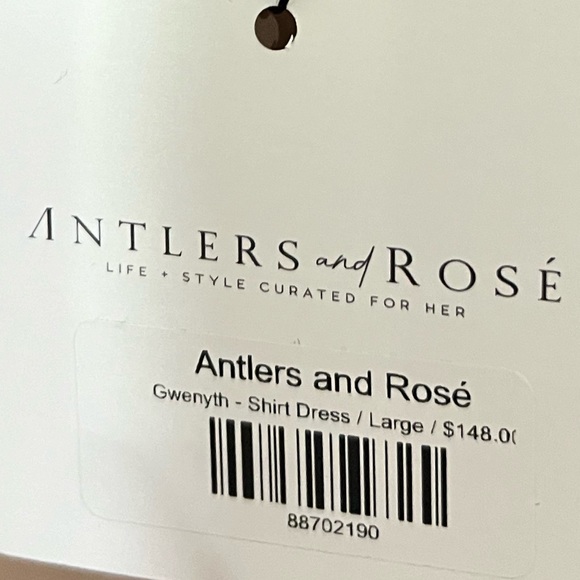 ANTLERS and ROSÉ
LIFE + STYLE CURATED FOR HER
Antlers and Rosé
Gwenyth - Shirt Dress / Large / $148.0(
88702190